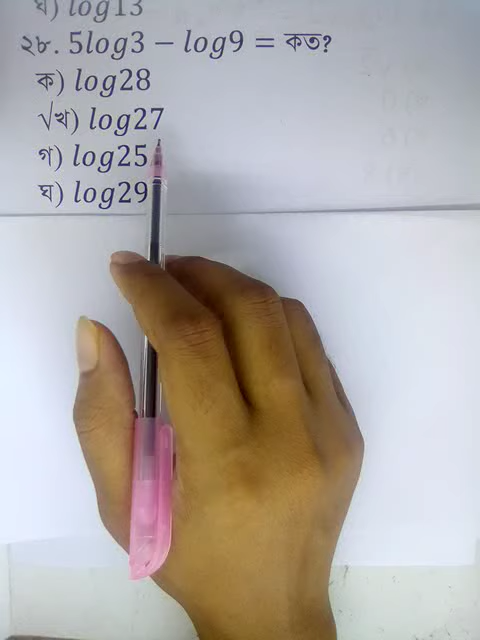 ঘ) log13
২৮. 5log3 − log9 = কত?
ক) log28
√খ) log27
গ) log25
ঘ) log29